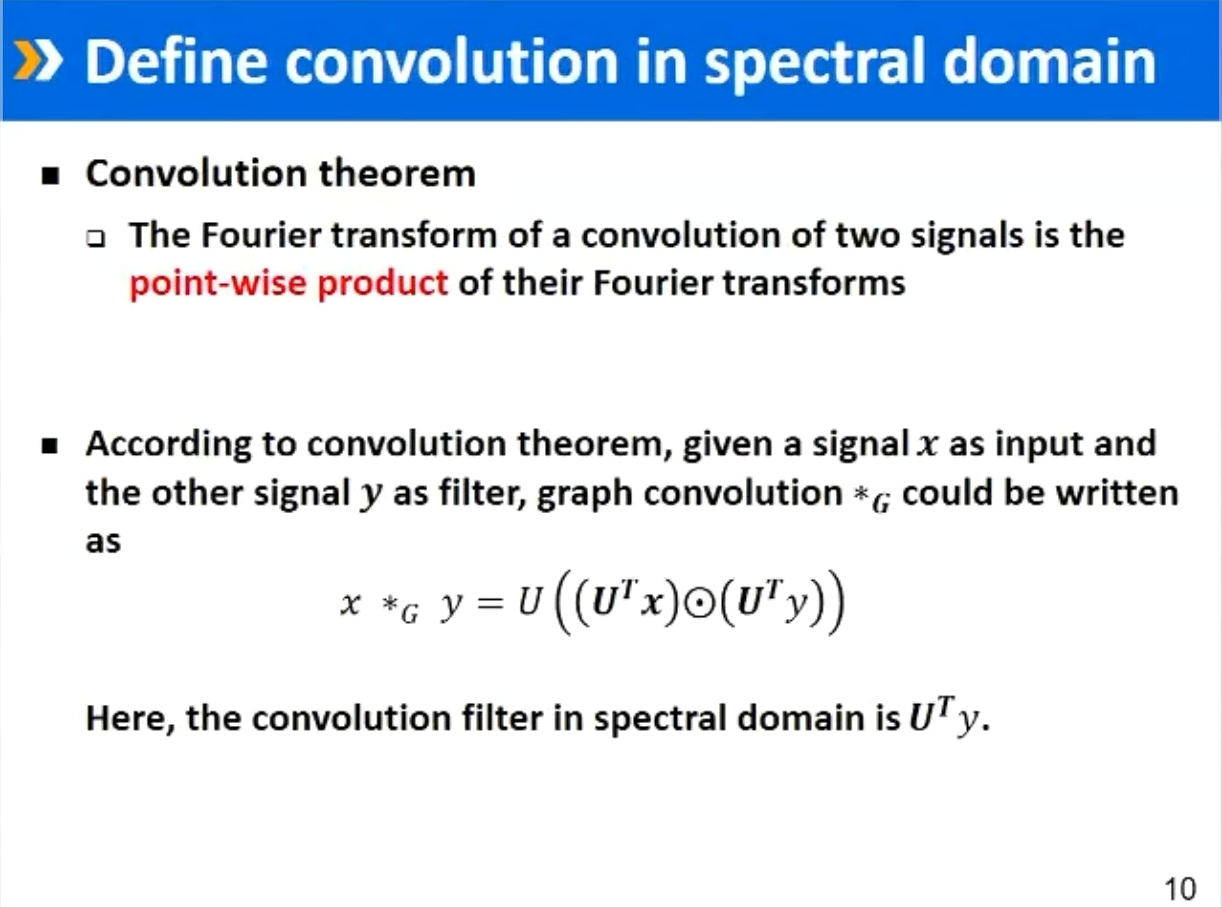 » Define convolution in spectral domain
■ Convolution theorem
❑ The Fourier transform of a convolution of two signals is the
point-wise product of their Fourier transforms
■ According to convolution theorem, given a signal x as input and
the other signal y as filter, graph convolution *_G could be written
as
x *_G y = U((U^T x)⊙(U^T y))
Here, the convolution filter in spectral domain is U^T y.
10